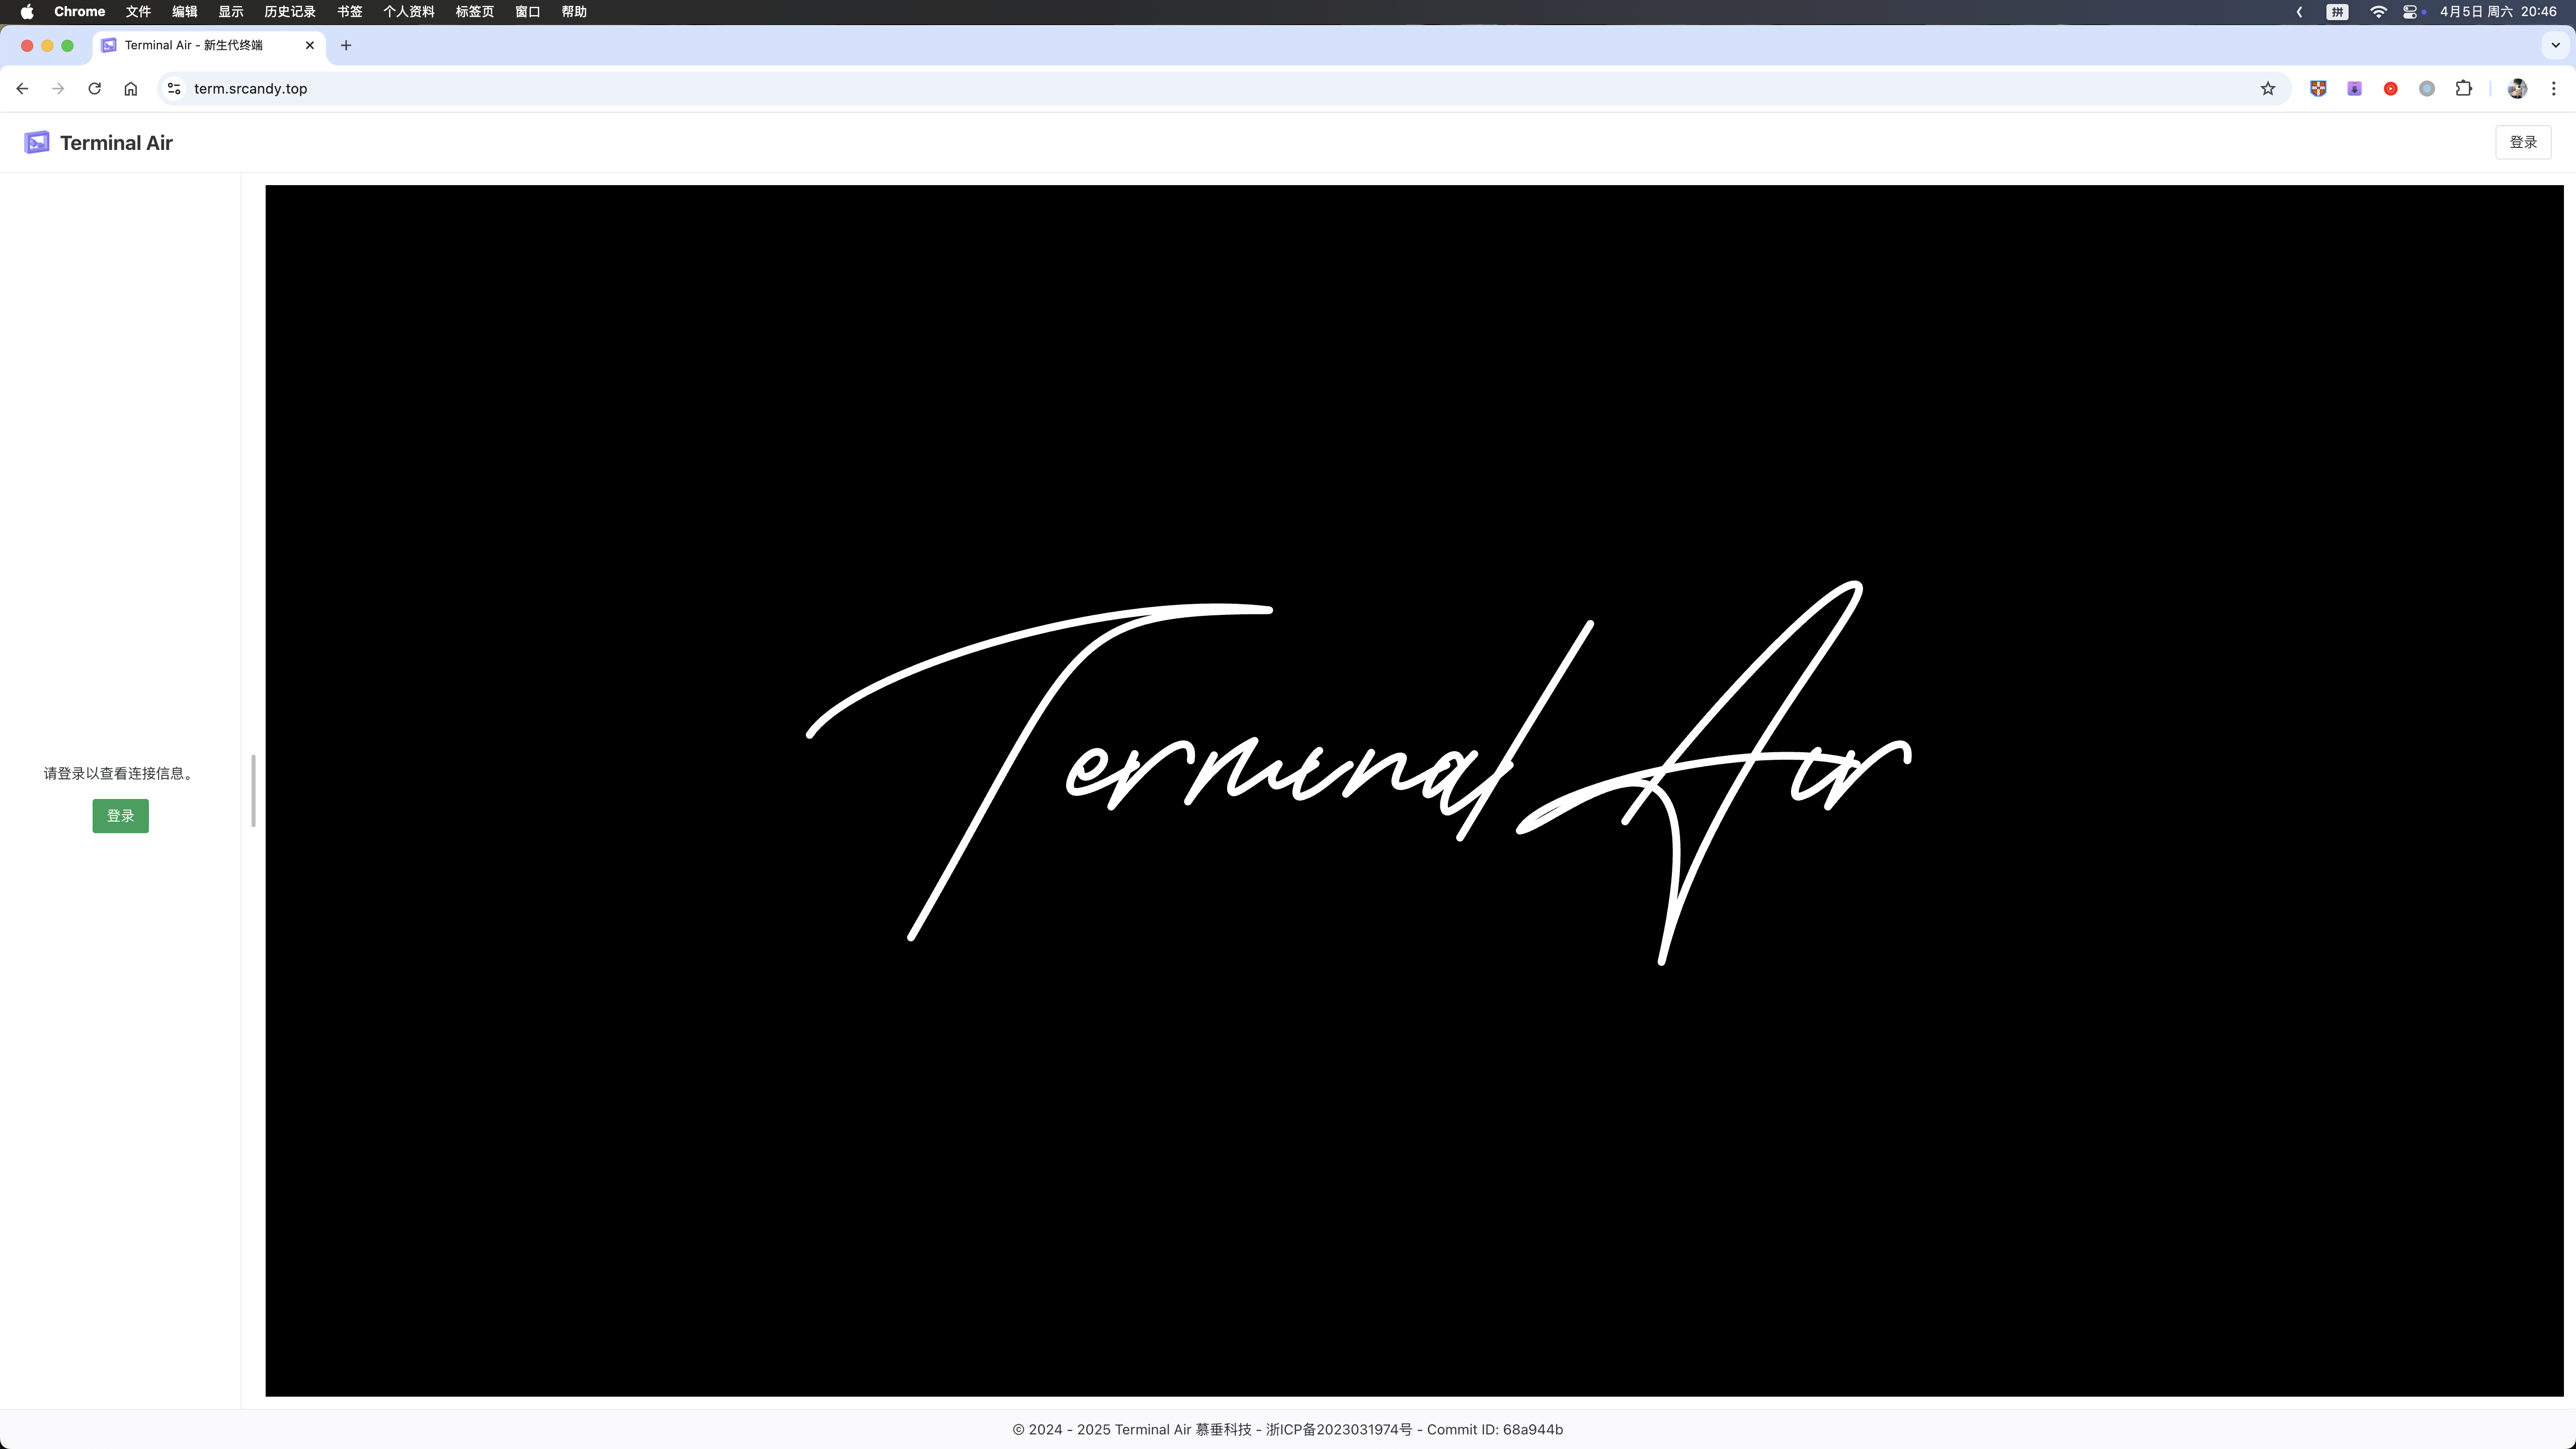 Chrome 文件 编辑 显示 历史记录 书签 个人资料 标签页 窗口 帮助 拼 4月5日 周六 20:46
Terminal Air - 新生代终端
term.srcandy.top
Terminal Air 登录
Terminal Air
请登录以查看连接信息。
登录
© 2024 - 2025 Terminal Air 慕垂科技 - 浙ICP备2023031974号 - Commit ID: 68a944b